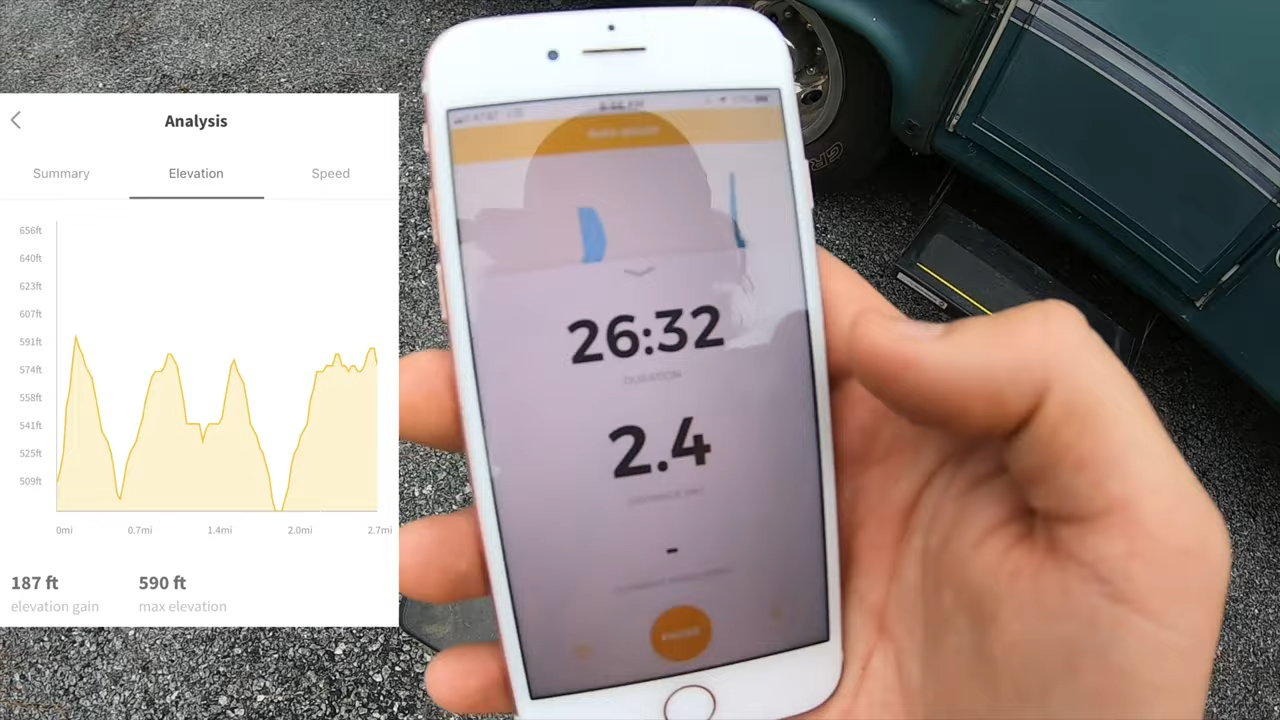 Analysis
Summary
Elevation
Speed
656ft
640ft
623ft
607ft
591ft
574ft
558ft
541ft
525ft
509ft
0mi
0.7mi
1.4mi
2.0mi
2.7mi
187 ft
590 ft
elevation gain
max elevation
26:32
DURATION
2.4
-